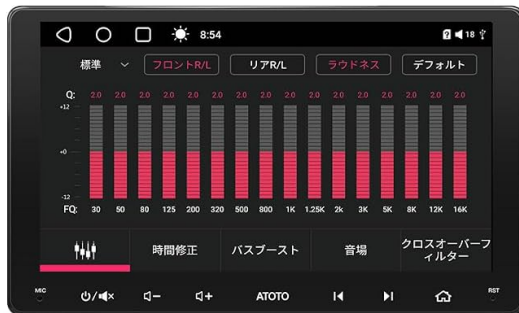 8:54
18
標準
フロントR/L
リアR/L
ラウドネス
デフォルト
Q: 2.0 2.0 2.0 2.0 2.0 2.0 2.0 2.0 2.0 2.0 2.0 2.0 2.0 2.0 2.0 2.0
+12
+0
-12
FQ: 30 50 80 125 200 320 500 800 1K 1.25K 2k 3K 5K 8K 12K 16K
時間修正
バスブースト
音場
クロスオーバーフ
ィルター
MIC
ATOTO
RST